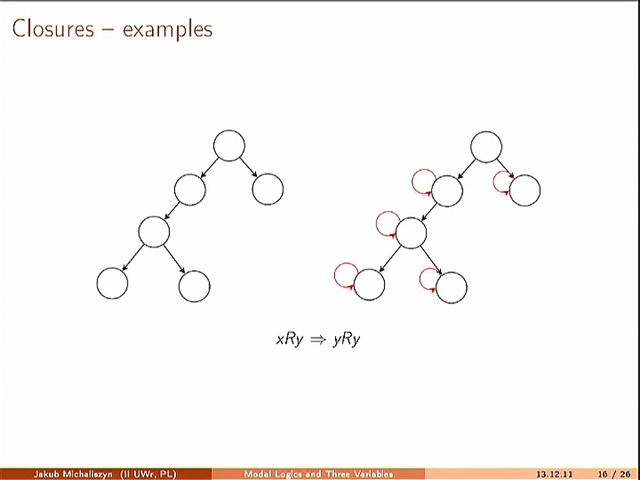 Closures – examples
xRy ⇒ yRy
Jakub Michaliszyn (II UWr, PL) Modal Logics and Three Variables 13.12.11 16 / 26